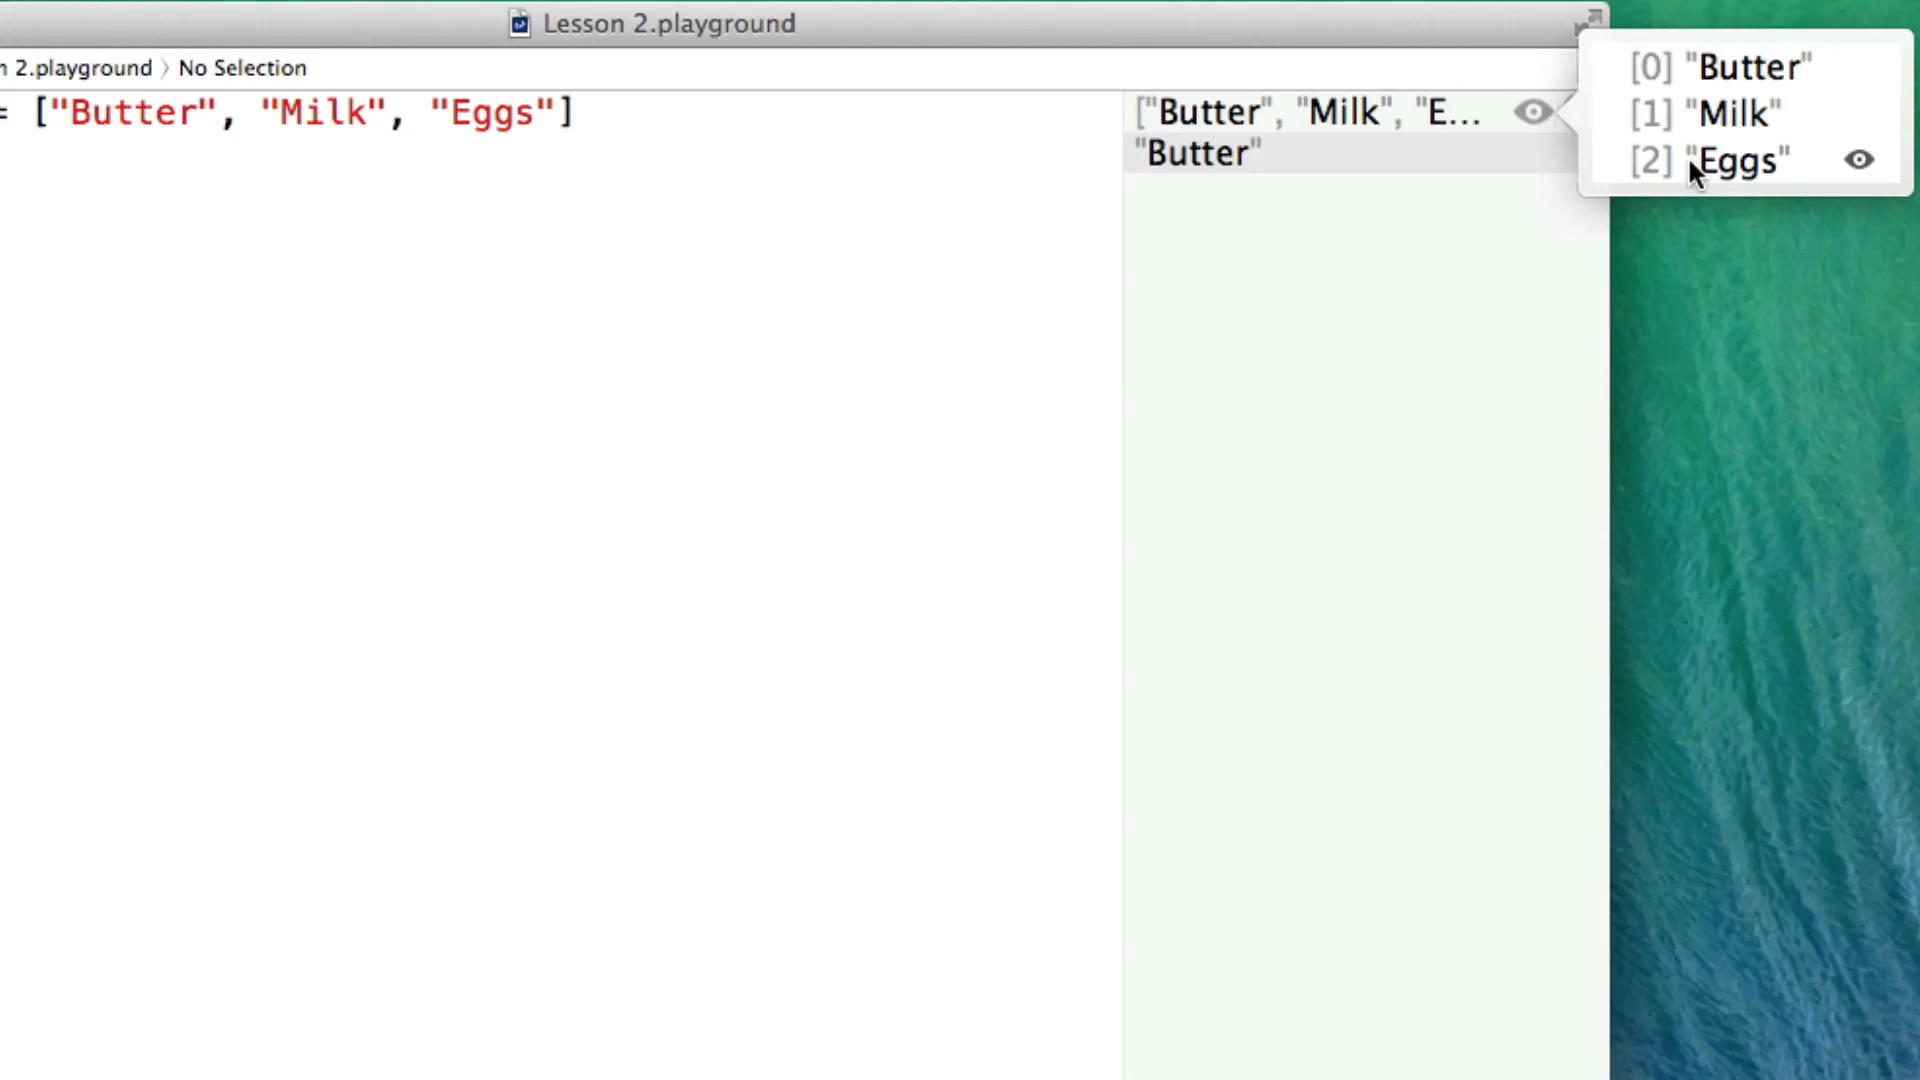 Lesson 2.playground
2.playground 〉 No Selection
= ["Butter", "Milk", "Eggs"]
["Butter", "Milk", "E...
"Butter"
[0] "Butter"
[1] "Milk"
[2] "Eggs"